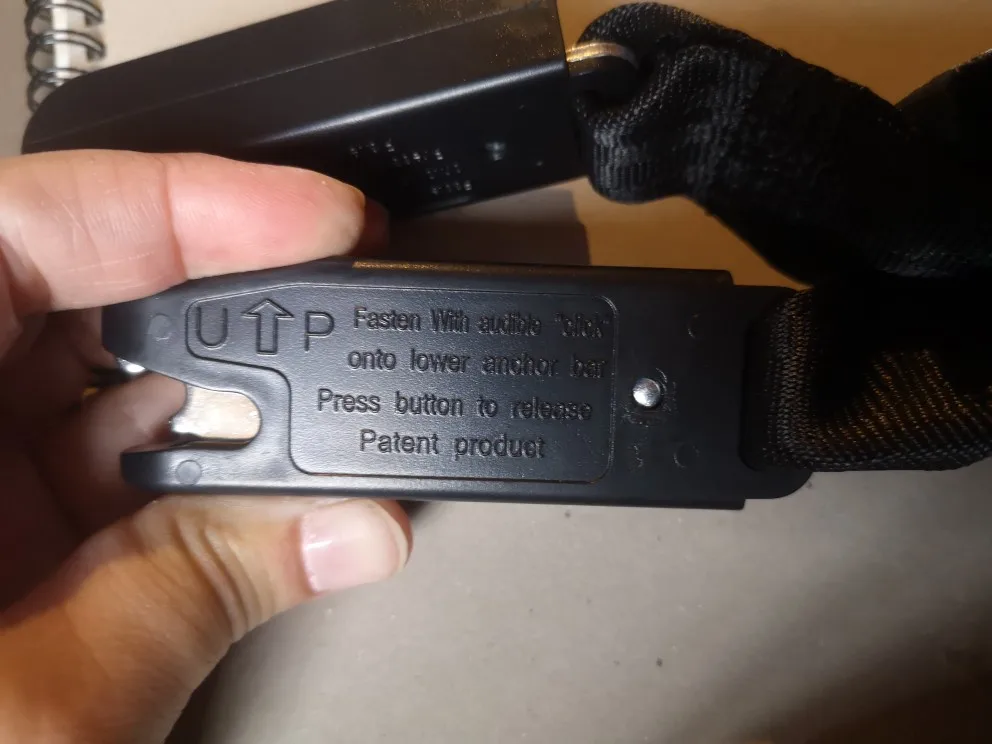 U P
Fasten With audible "click"
onto lower anchor bar
Press button to release
Patent product